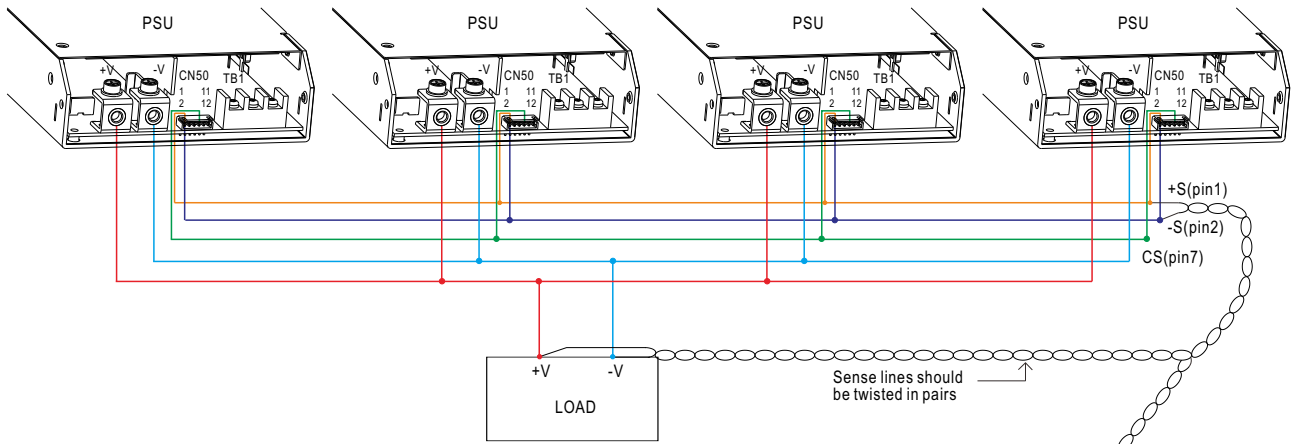 PSU PSU PSU PSU
+V -V CN50 TB1
1 11
2 12
+V -V CN50 TB1
1 11
2 12
+V -V CN50 TB1
1 11
2 12
+V -V CN50 TB1
1 11
2 12
+S(pin1)
-S(pin2)
CS(pin7)
+V -V
LOAD
Sense lines should
be twisted in pairs